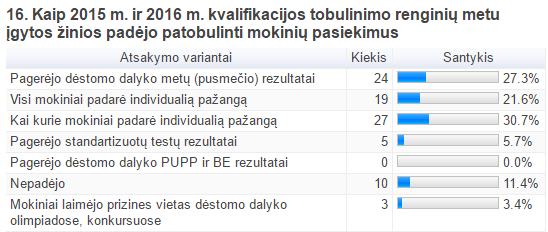 16. Kaip 2015 m. ir 2016 m. kvalifikacijos tobulinimo renginių metu
įgytos žinios padėjo patobulinti mokinių pasiekimus
Atsakymo variantai Kiekis Santykis
Pagerėjo dėstomo dalyko metų (pusmečio) rezultatai 24 27.3%
Visi mokiniai padarė individualią pažangą 19 21.6%
Kai kurie mokiniai padarė individualią pažangą 27 30.7%
Pagerėjo standartizuotų testų rezultatai 5 5.7%
Pagerėjo dėstomo dalyko PUPP ir BE rezultatai 0 0.0%
Nepadėjo 10 11.4%
Mokiniai laimėjo prizines vietas dėstomo dalyko 3 3.4%
olimpiadose, konkursuose